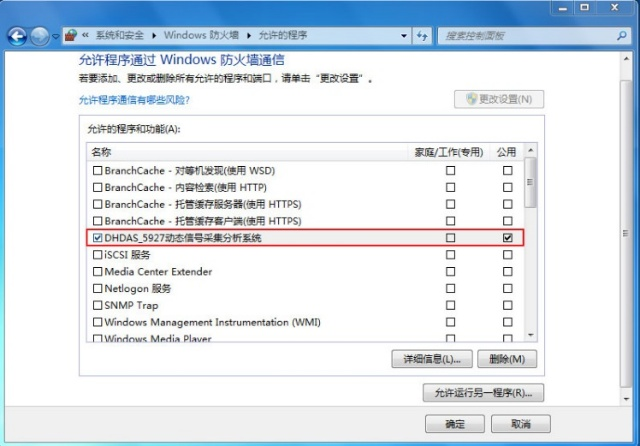 « 系统和安全 ▸ Windows 防火墙 ▸ 允许的程序
搜索控制面板
允许程序通过 Windows 防火墙通信
若要添加、更改或删除所有允许的程序和端口，请单击“更改设置”。
允许程序通信有哪些风险?
更改设置(N)
允许的程序和功能(A):
名称 家庭/工作(专用) 公用
BranchCache - 对等机发现(使用 WSD)
BranchCache - 内容检索(使用 HTTP)
BranchCache - 托管缓存服务器(使用 HTTPS)
BranchCache - 托管缓存客户端(使用 HTTPS)
DHDAS_5927动态信号采集分析系统
iSCSI 服务
Media Center Extender
Netlogon 服务
SNMP Trap
Windows Management Instrumentation (WMI)
Windows Media Player
详细信息(L)... 删除(M)
允许运行另一程序(R)...
确定 取消